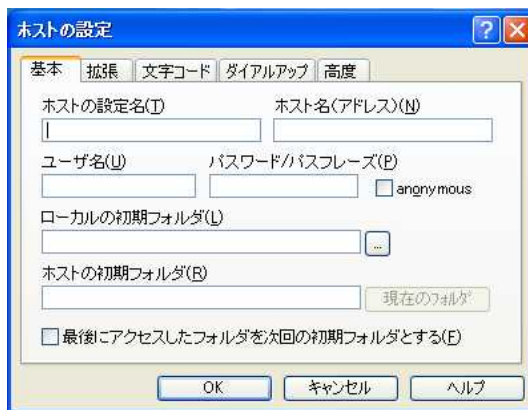 ホストの設定
基本 拡張 文字コード ダイアルアップ 高度
ホストの設定名(T) ホスト名(アドレス)(N)
ユーザ名(U) パスワード/パスフレーズ(P)
anonymous
ローカルの初期フォルダ(L)
...
ホストの初期フォルダ(R)
現在のフォルダ
最後にアクセスしたフォルダを次回の初期フォルダとする(F)
OK キャンセル ヘルプ